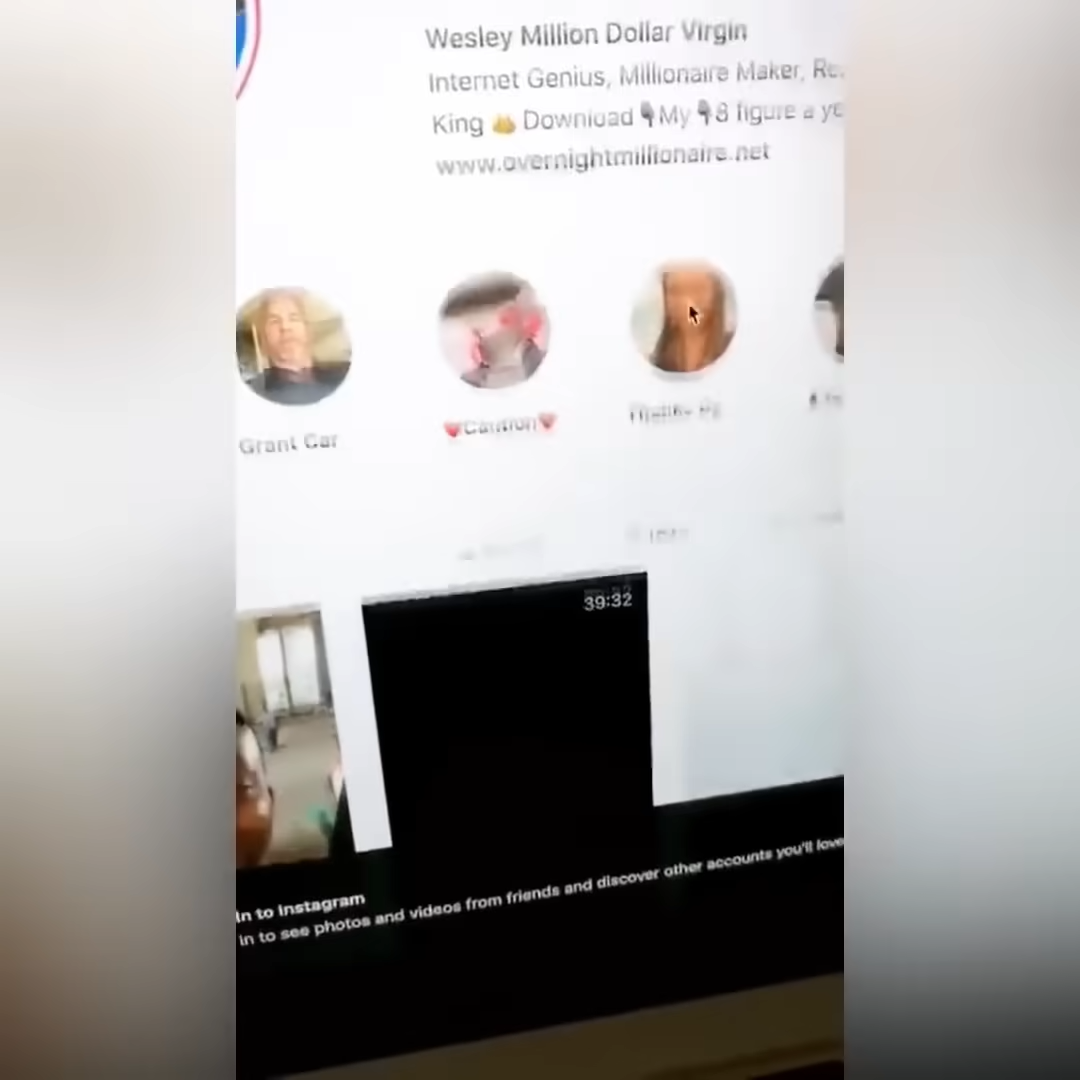 Wesley Million Dollar Virgin
Internet Genius, Millionaire Maker,
King 👑 Download 👇My 👇8 figure a
www.overnightmillionaire.net
Grant Car
❤️Caution❤️
39:32
In to Instagram
in to see photos and videos from friends and discover other accounts you'll love